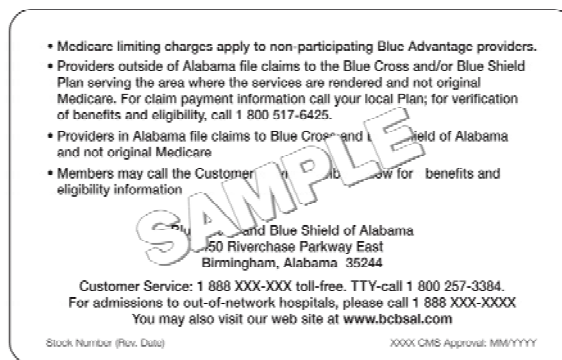 • Medicare limiting charges apply to non-participating Blue Advantage providers.
• Providers outside of Alabama file claims to the Blue Cross and/or Blue Shield
Plan serving the area where the services are rendered and not original
Medicare. For claim payment information call your local Plan; for verification
of benefits and eligibility, call 1 800 517-6425.
• Providers in Alabama file claims to Blue Cross and Shield of Alabama
and not original Medicare
• Members may call the Customer for benefits and
eligibility information
SAMPLE
and Blue Shield of Alabama
Riverchase Parkway East
Birmingham, Alabama 35244
Customer Service: 1 888 XXX-XXX toll-free. TTY-call 1 800 257-3384.
For admissions to out-of-network hospitals, please call 1 888 XXX-XXXX
You may also visit our web site at www.bcbsal.com
Stock Number (Rev. Date) XXXX CMS Approval: MM/YYYY